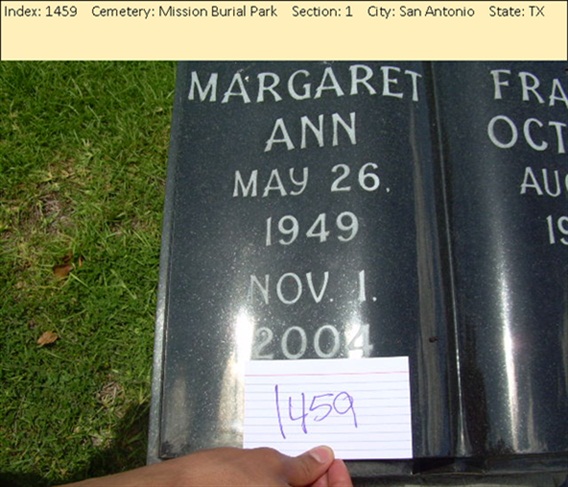 Index: 1459 Cemetery: Mission Burial Park Section: 1 City: San Antonio State: TX
MARGARET
ANN
MAY 26,
1949
NOV. 1,
2004
1459